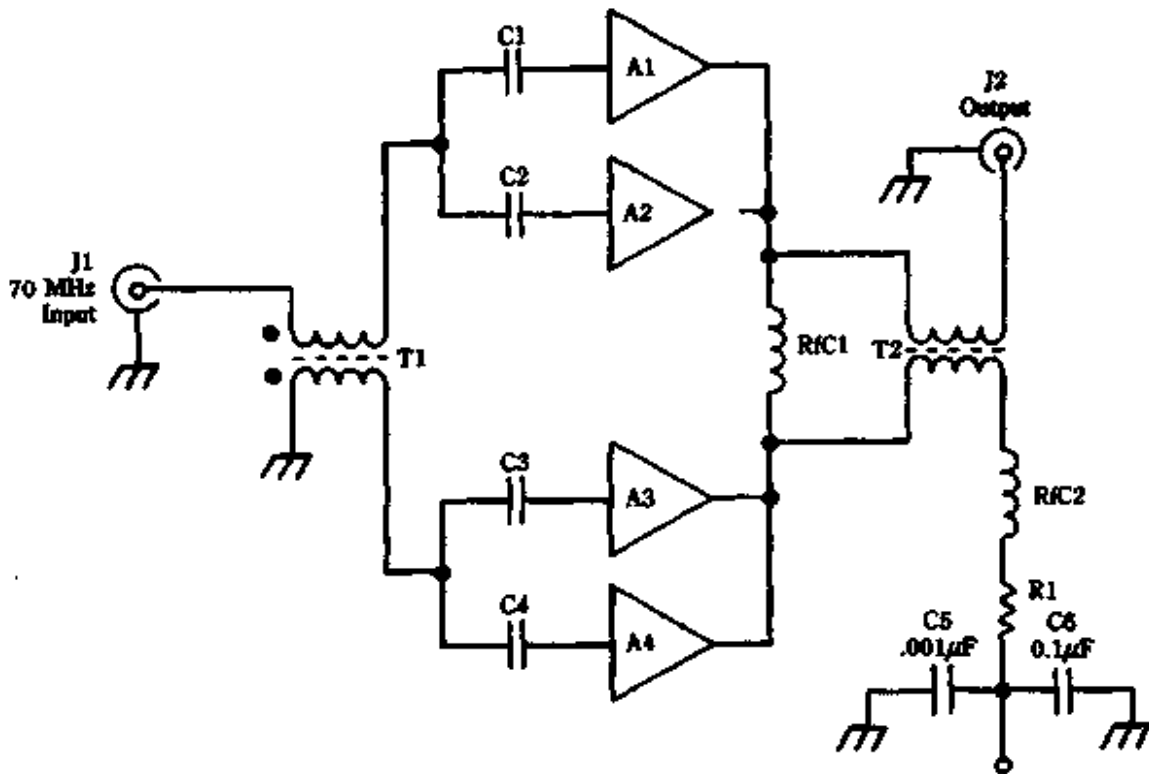 C1
A1
J2
Output
C2
A2
J1
70 MHz
Input
T1
RfC1
T2
C3
A3
RfC2
C4
A4
R1
C5
.001µF
C6
0.1µF